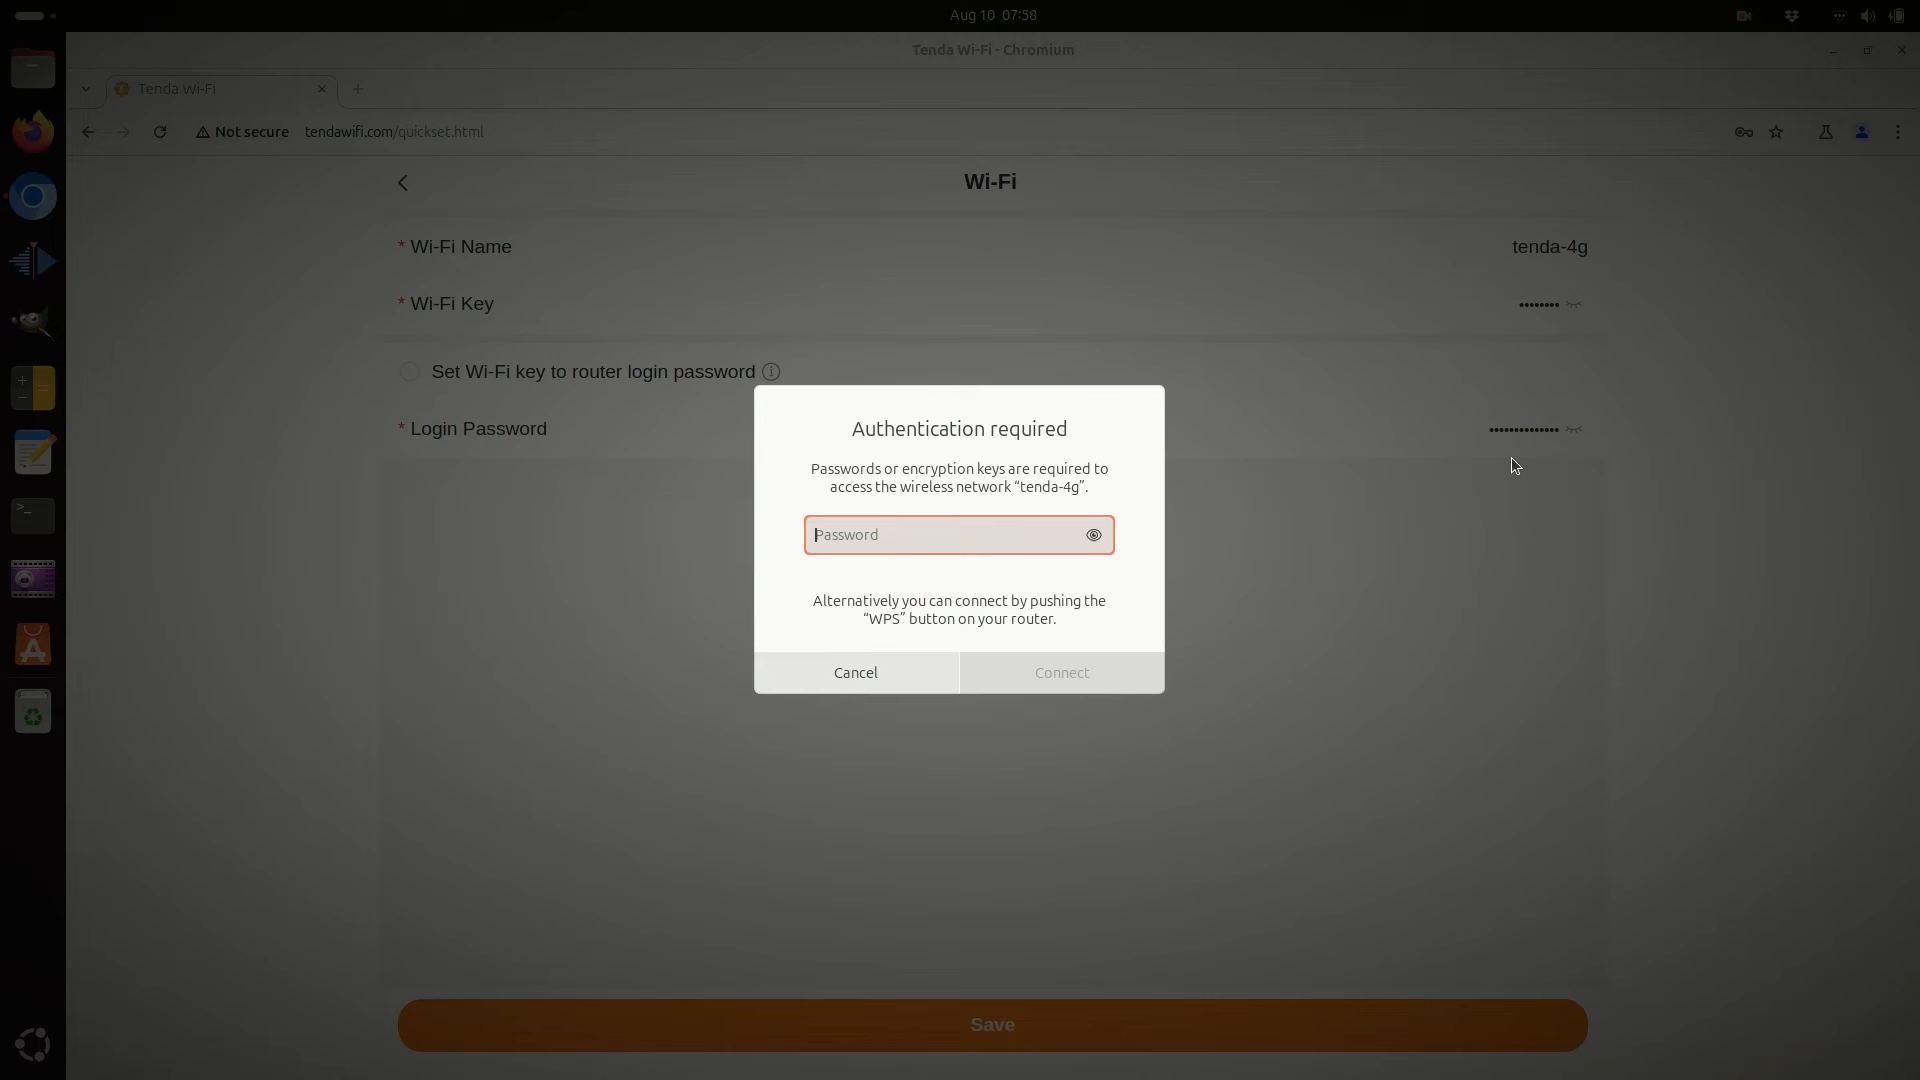 Aug 10 07:58
Tenda Wi-Fi - Chromium
Tenda Wi-Fi
Not secure tendawifi.com/quickset.html
Wi-Fi
* Wi-Fi Name tenda-4g
* Wi-Fi Key ••••••••
Set Wi-Fi key to router login password
* Login Password ••••••••••••••
Authentication required
Passwords or encryption keys are required to
access the wireless network “tenda-4g”.
Password
Alternatively you can connect by pushing the
“WPS” button on your router.
Cancel Connect
Save